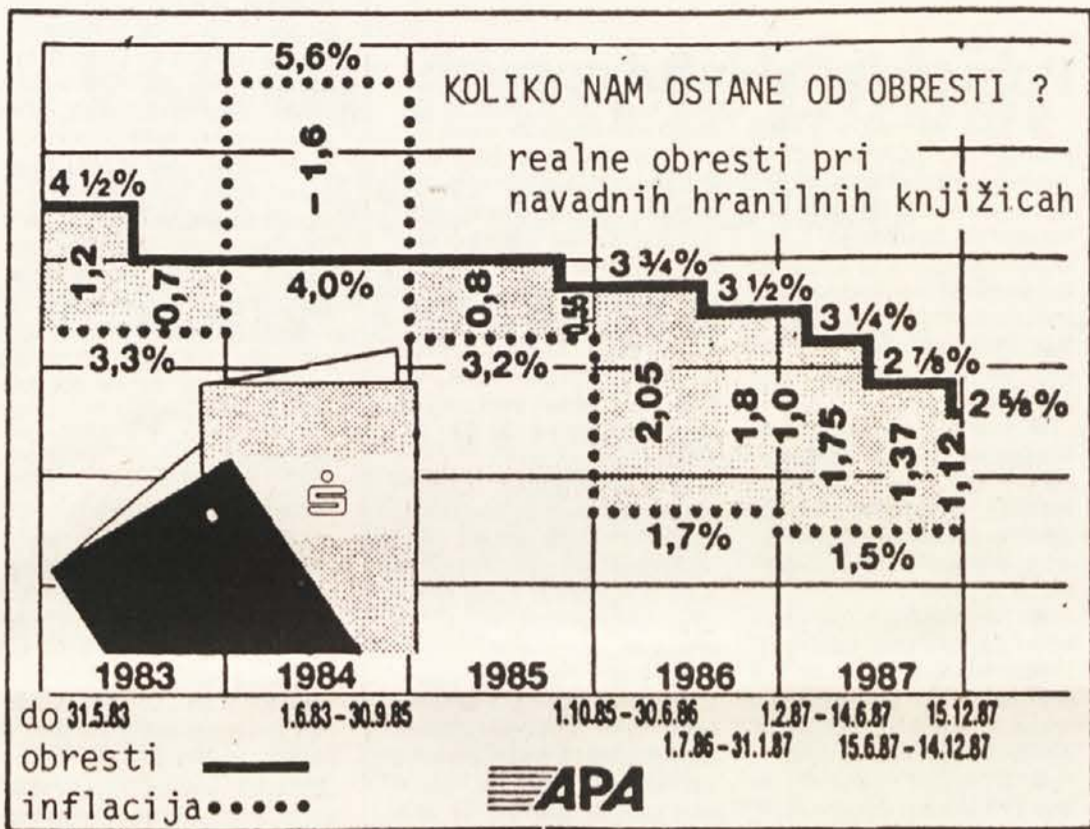 KOLIKO NAM OSTANE OD OBRESTI ?
realne obresti pri
navadnih hranilnih knjižicah
5,6%
-1,6
4 ½%
1,2
0,7
3,3%
4,0%
0,8
0,55
3,2%
3 ¾%
3 ½%
3 ¼%
2 ⅞%
2 ⅝%
2,05
1,8
1,0
1,75
1,37
1,12
1,7%
1,5%
S
1983 1984 1985 1986 1987
do 31.5.83 1.6.83-30.9.85 1.10.85-30.6.86 1.2.87-14.6.87 15.12.87
1.7.86-31.1.87 15.6.87-14.12.87
obresti
inflacija
APA